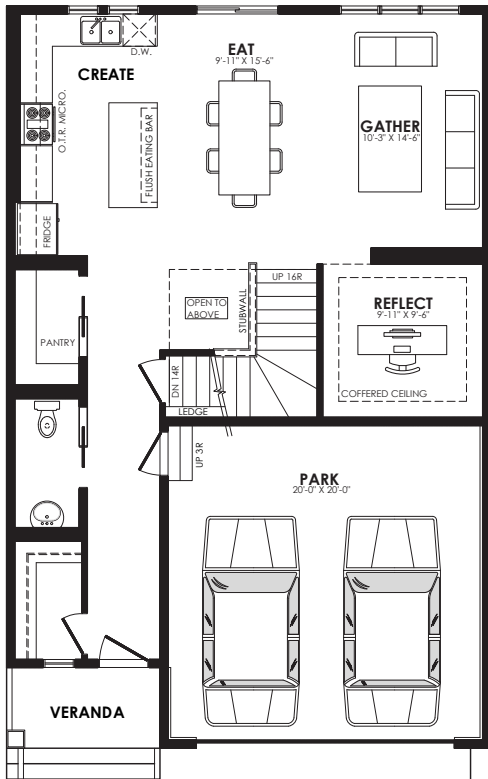 D.W.
EAT
9'-11" X 15'-6"
CREATE
O.T.R. MICRO.
FLUSH EATING BAR
GATHER
10'-3" X 14'-6"
FRIDGE
UP 16R
OPEN TO
ABOVE
STUBWALL
REFLECT
9'-11" X 9'-6"
PANTRY
DN 14R
COFFERED CEILING
LEDGE
UP 3R
PARK
20'-0" X 20'-0"
VERANDA